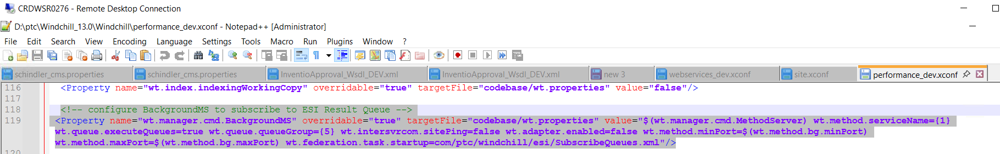 CRDWSR0276 - Remote Desktop Connection
D:\ptc\Windchill_13.0\Windchill\performance_dev.xconf - Notepad++ [Administrator]
File Edit Search View Encoding Language Settings Tools Macro Run Plugins Window ?
schindler_cms.properties schindler_cms.properties InventioApproval_Wsdl_DEV.xml InventioApproval_Wsdl_DEV.xml new 3 webservices_dev.xconf site.xconf performance_dev.xconf
116 <Property name="wt.index.indexingWorkingCopy" overridable="true" targetFile="codebase/wt.properties" value="false"/>
117
118 <!-- configure BackgroundMS to subscribe to ESI Result Queue -->
119 <Property name="wt.manager.cmd.BackgroundMS" overridable="true" targetFile="codebase/wt.properties" value="$(wt.manager.cmd.MethodServer) wt.method.serviceName={1}
wt.queue.executeQueues=true wt.queue.queueGroup={5} wt.intersvrcom.sitePing=false wt.adapter.enabled=false wt.method.minPort=$(wt.method.bg.minPort)
wt.method.maxPort=$(wt.method.bg.maxPort) wt.federation.task.startup=com/ptc/windchill/esi/SubscribeQueues.xml"/>
120